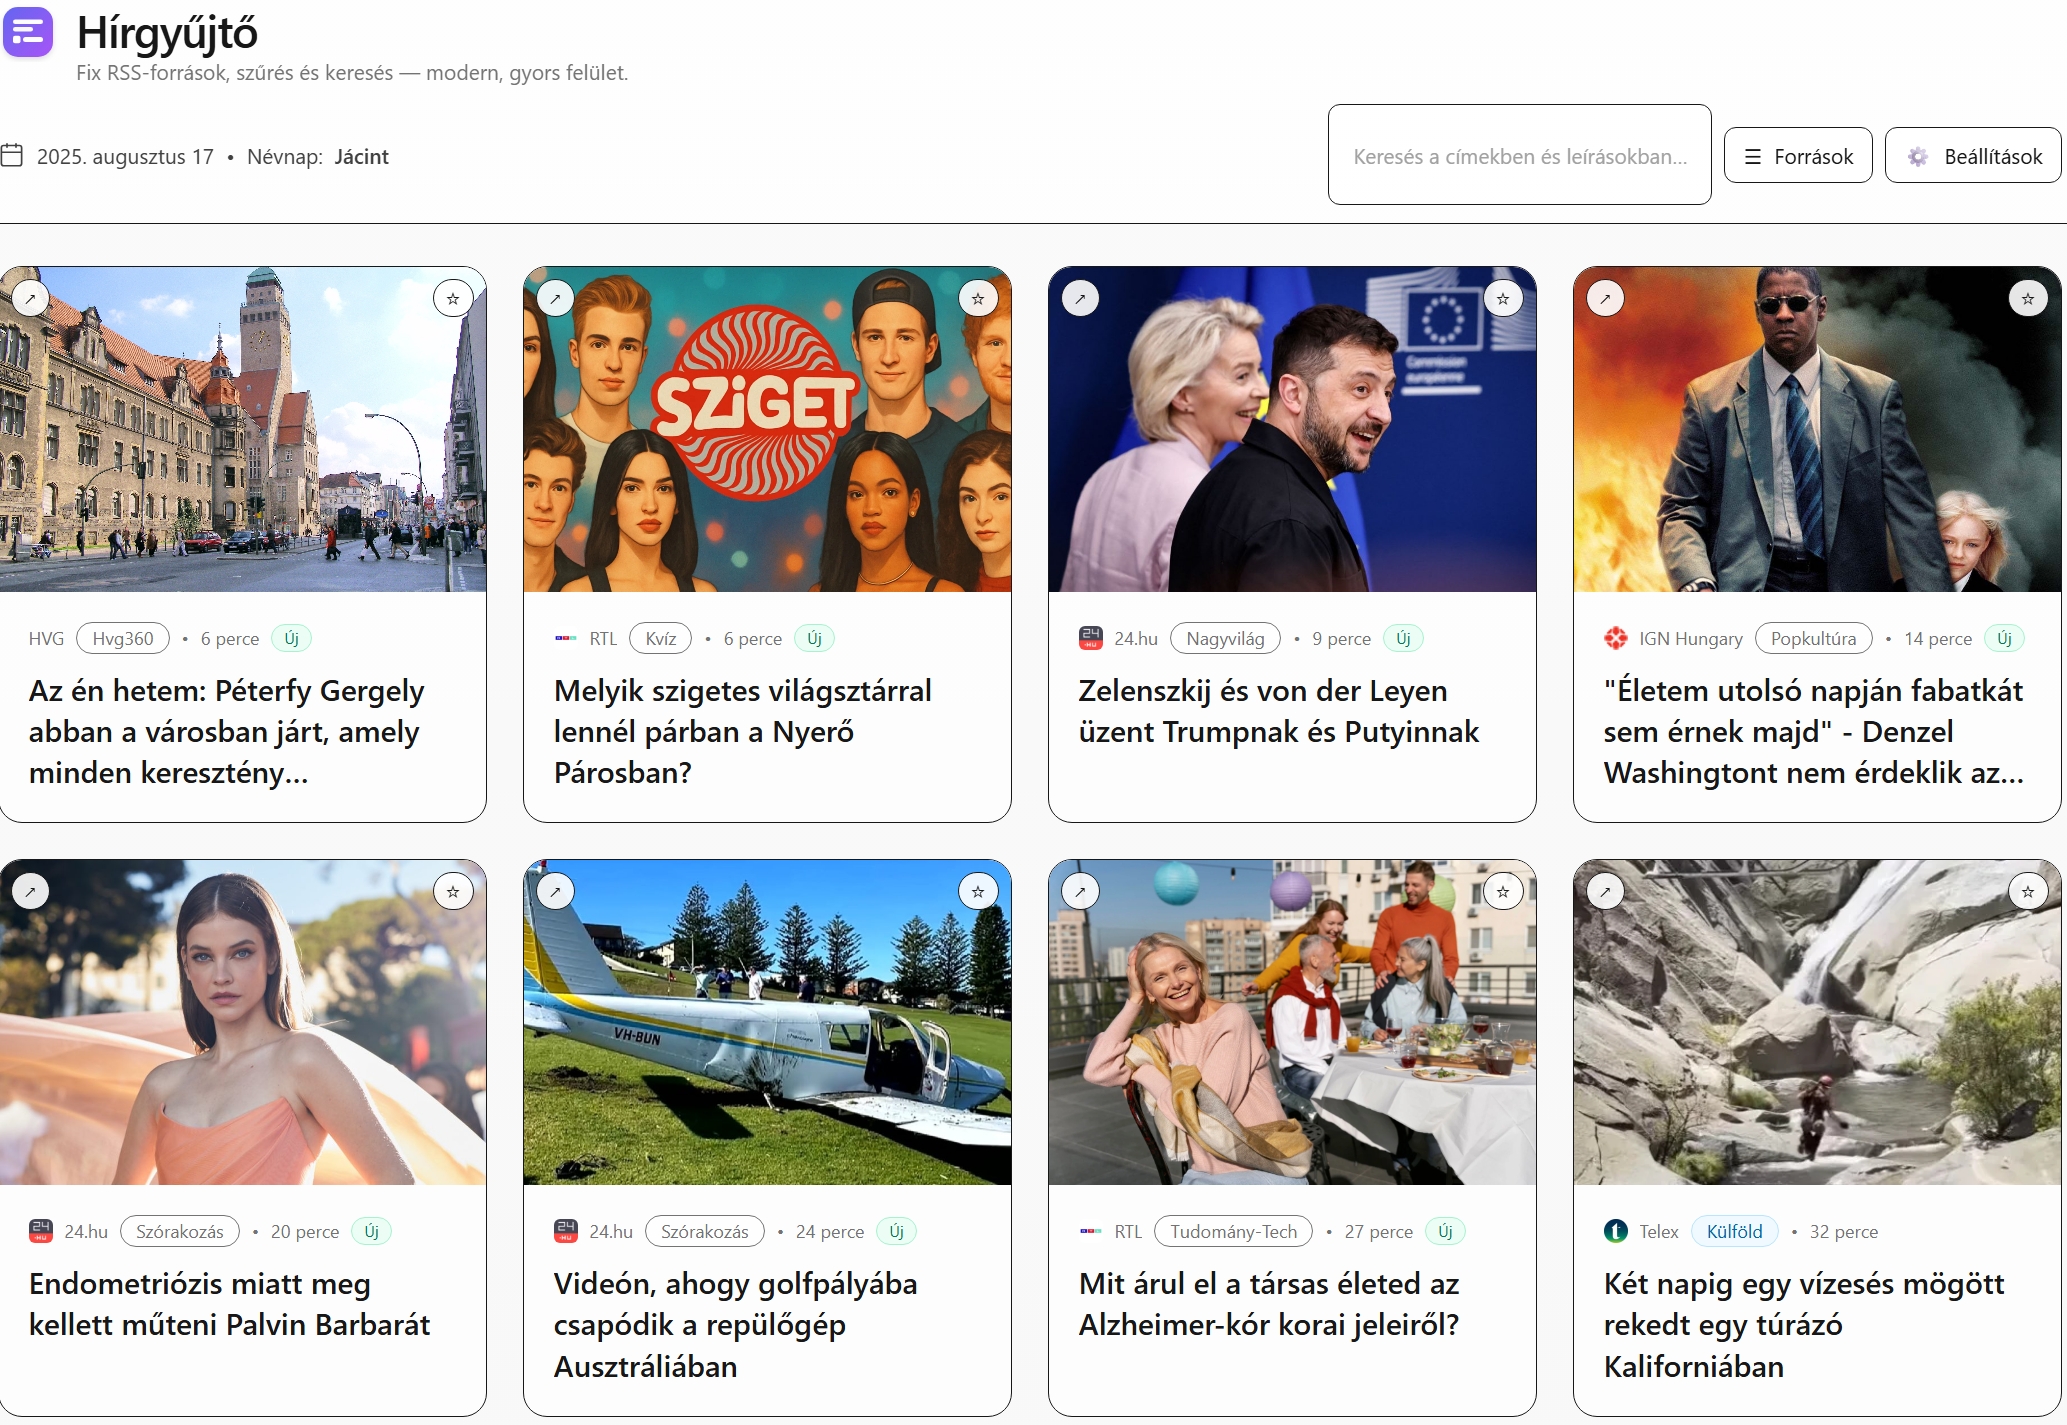 Hírgyűjtő
Fix RSS-források, szűrés és keresés — modern, gyors felület.
2025. augusztus 17 • Névnap: Jácint
Keresés a címekben és leírásokban...
☰ Források
Beállítások
SZiGET
Commission
européenne
HVG Hvg360 • 6 perce Új
Az én hetem: Péterfy Gergely
abban a városban járt, amely
minden keresztény...
RTL Kvíz • 6 perce Új
Melyik szigetes világsztárral
lennél párban a Nyerő
Párosban?
24.hu Nagyvilág • 9 perce Új
Zelenszkij és von der Leyen
üzent Trumpnak és Putyinnak
IGN Hungary Popkultúra • 14 perce Új
"Életem utolsó napján fabatkát
sem érnek majd" - Denzel
Washingtont nem érdeklik az...
VH-BUN
24.hu Szórakozás • 20 perce Új
Endometriózis miatt meg
kellett műteni Palvin Barbarát
24.hu Szórakozás • 24 perce Új
Videón, ahogy golfpályába
csapódik a repülőgép
Ausztráliában
RTL Tudomány-Tech • 27 perce Új
Mit árul el a társas életed az
Alzheimer-kór korai jeleiről?
Telex Külföld • 32 perce
Két napig egy vízesés mögött
rekedt egy túrázó
Kaliforniában